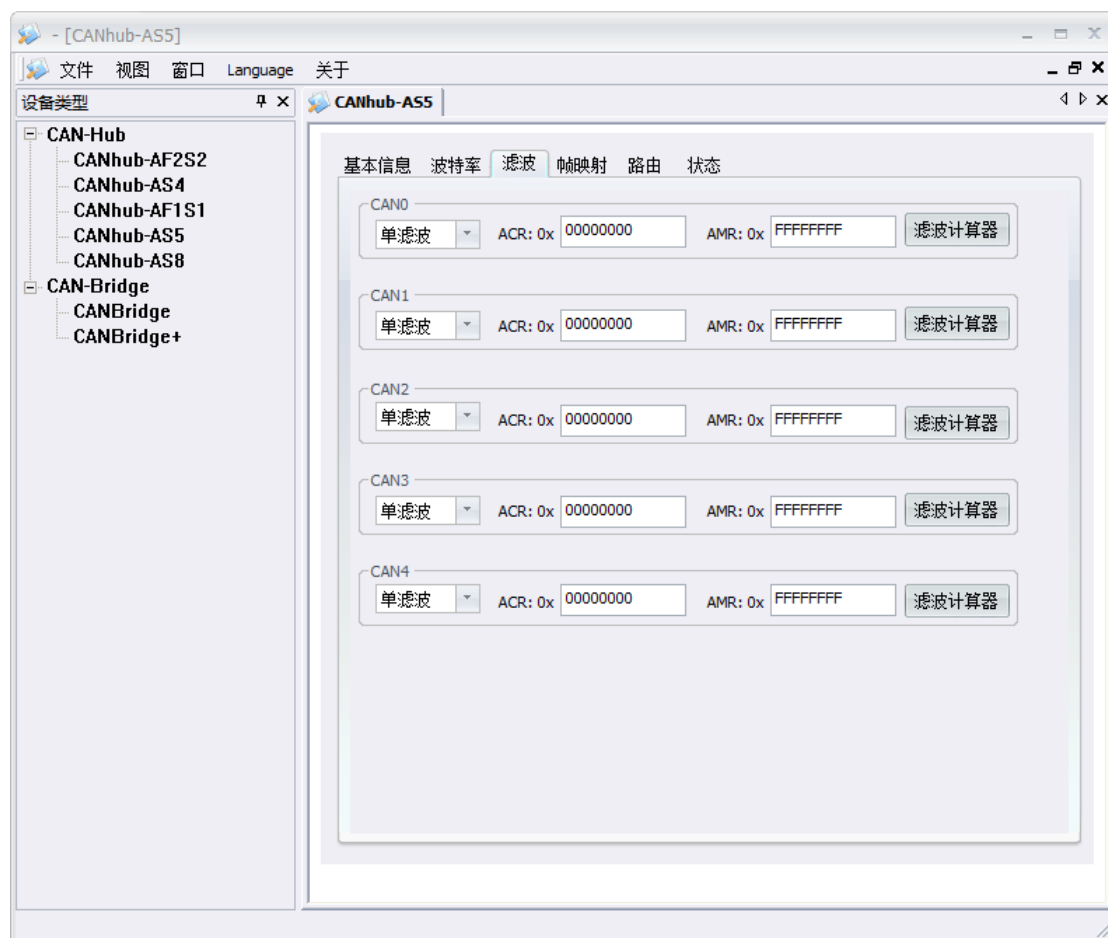 - [CANhub-AS5]
文件 视图 窗口 Language 关于
设备类型
CANhub-AS5
CAN-Hub
CANhub-AF2S2
CANhub-AS4
CANhub-AF1S1
CANhub-AS5
CANhub-AS8
CAN-Bridge
CANBridge
CANBridge+
基本信息 波特率 滤波 帧映射 路由 状态
CAN0
单滤波 ACR: 0x 00000000 AMR: 0x FFFFFFFF 滤波计算器
CAN1
单滤波 ACR: 0x 00000000 AMR: 0x FFFFFFFF 滤波计算器
CAN2
单滤波 ACR: 0x 00000000 AMR: 0x FFFFFFFF 滤波计算器
CAN3
单滤波 ACR: 0x 00000000 AMR: 0x FFFFFFFF 滤波计算器
CAN4
单滤波 ACR: 0x 00000000 AMR: 0x FFFFFFFF 滤波计算器